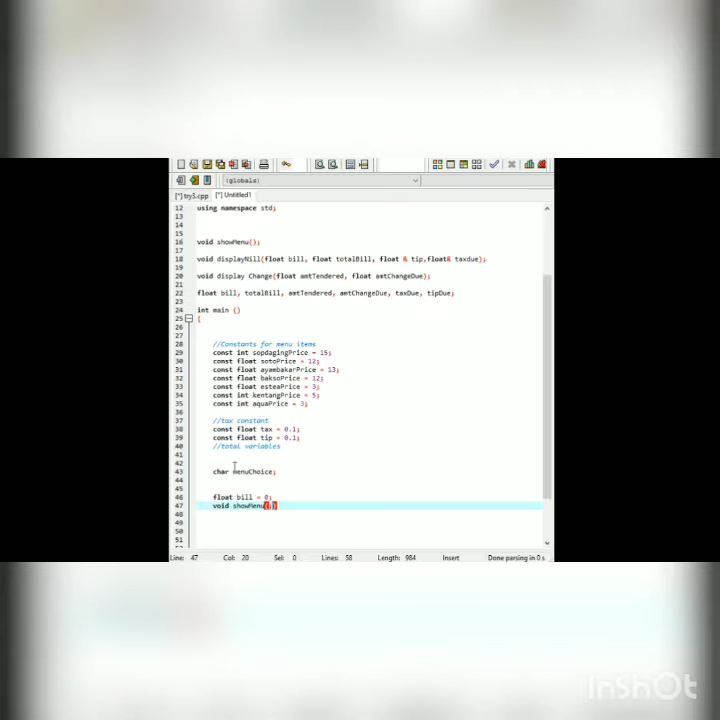 (globals)
[*] try3.cpp [*] Untitled1
12 using namespace std;
13
14
15
16 void showMenu();
17
18 void displayNill(float bill, float totalBill, float & tip,float& taxdue);
19
20 void display Change(float amtTendered, float amtChangeDue);
21
22 float bill, totalBill, amtTendered, amtChangeDue, taxDue, tipDue;
23
24 int main ()
25 {
26
27
28 //Constants for menu items
29 const int sopdagingPrice = 15;
30 const float sotoPrice = 12;
31 const float ayambakarPrice = 13;
32 const float baksoPrice = 12;
33 const float esteaPrice = 3;
34 const int kentangPrice = 5;
35 const int aquaPrice = 3;
36
37 //tax constant
38 const float tax = 0.1;
39 const float tip = 0.1;
40 //total variables
41
42
43 char menuChoice;
44
45
46 float bill = 0;
47 void showMenu()
48
49
50
51
Line: 47 Col: 20 Sel: 0 Lines: 58 Length: 984 Insert Done parsing in 0 s
InShOt